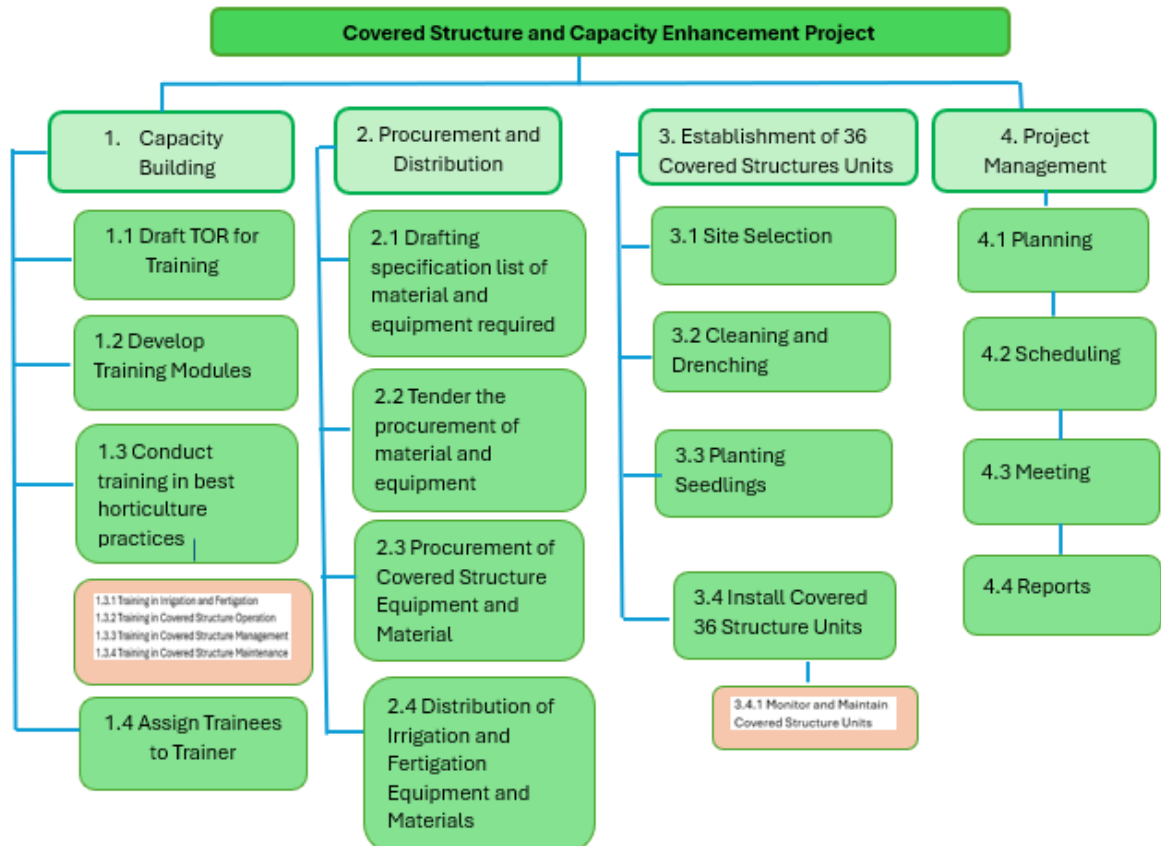 Covered Structure and Capacity Enhancement Project
1. Capacity
Building
1.1 Draft TOR for
Training
1.2 Develop
Training Modules
1.3 Conduct
training in best
horticulture
practices
1.3.1 Training in Irrigation and Fertigation
1.3.2 Training in Covered Structure Operation
1.3.3 Training in Covered Structure Management
1.3.4 Training in Covered Structure Maintenance
1.4 Assign Trainees
to Trainer
2. Procurement and
Distribution
2.1 Drafting
specification list of
material and
equipment required
2.2 Tender the
procurement of
material and
equipment
2.3 Procurement of
Covered Structure
Equipment and
Material
2.4 Distribution of
Irrigation and
Fertigation
Equipment and
Materials
3. Establishment of 36
Covered Structures Units
3.1 Site Selection
3.2 Cleaning and
Drenching
3.3 Planting
Seedlings
3.4 Install Covered
36 Structure Units
3.4.1 Monitor and Maintain
Covered Structure Units
4. Project
Management
4.1 Planning
4.2 Scheduling
4.3 Meeting
4.4 Reports